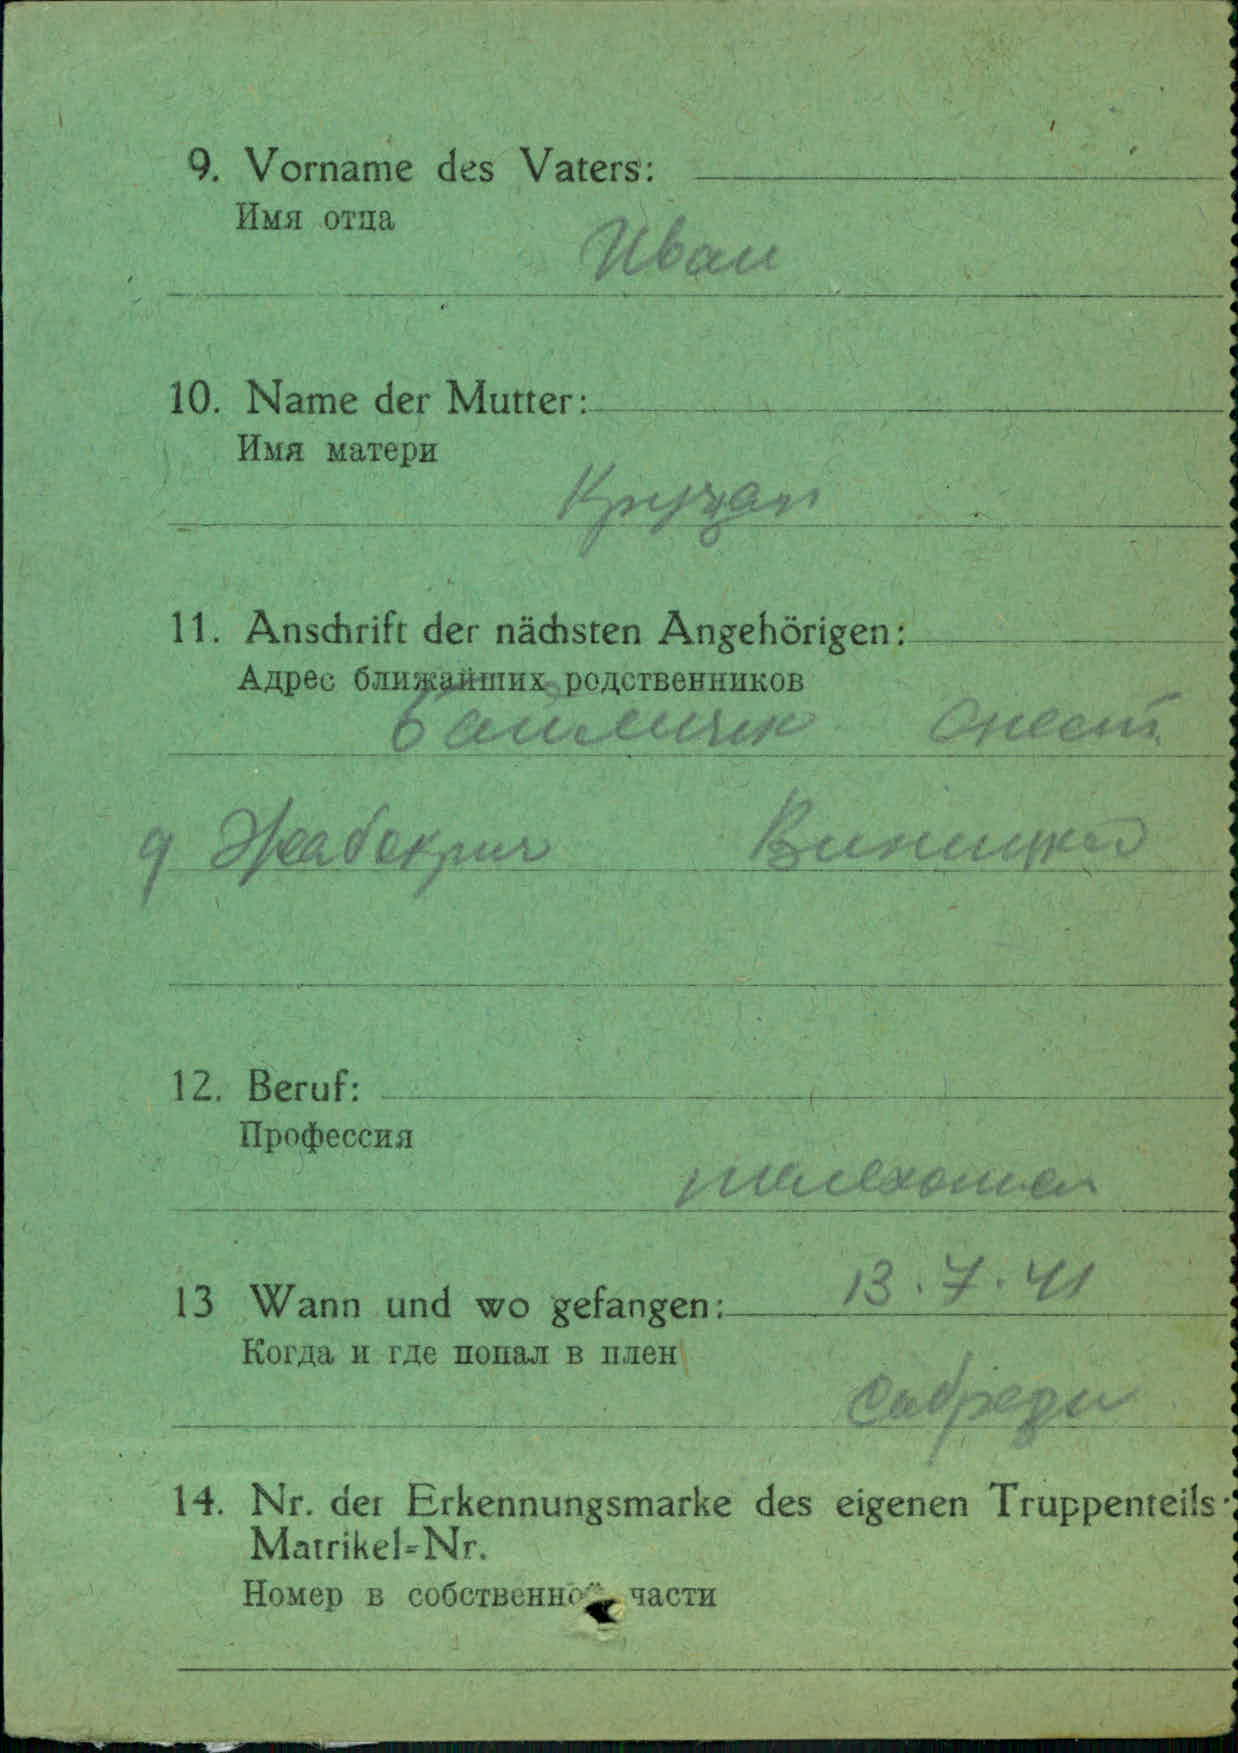 9. Vorname des Vaters:
Имя отца
Иван
10. Name der Mutter:
Имя матери
11. Anschrift der nächsten Angehörigen:
Адрес ближайших родственников
д Жабокрич
12. Beruf:
Профессия
13 Wann und wo gefangen:
13.7.41
Когда и где попал в плен
14. Nr. der Erkennungsmarke des eigenen Truppenteils
Matrikel=Nr.
Номер в собственной части